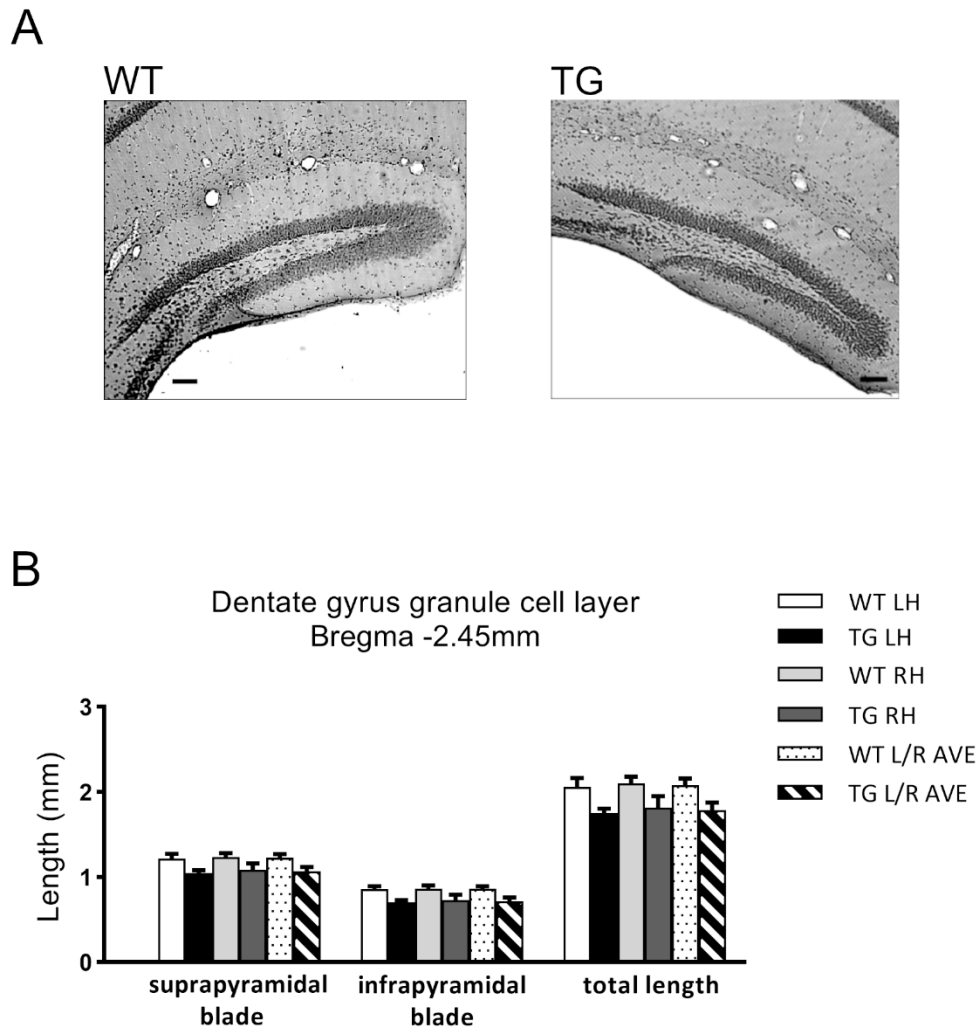 A
WT
TG
B
Dentate gyrus granule cell layer
Bregma -2.45mm
WT LH
TG LH
WT RH
TG RH
WT L/R AVE
TG L/R AVE
Length (mm)
3
2
1
0
suprapyramidal
blade
infrapyramidal
blade
total length